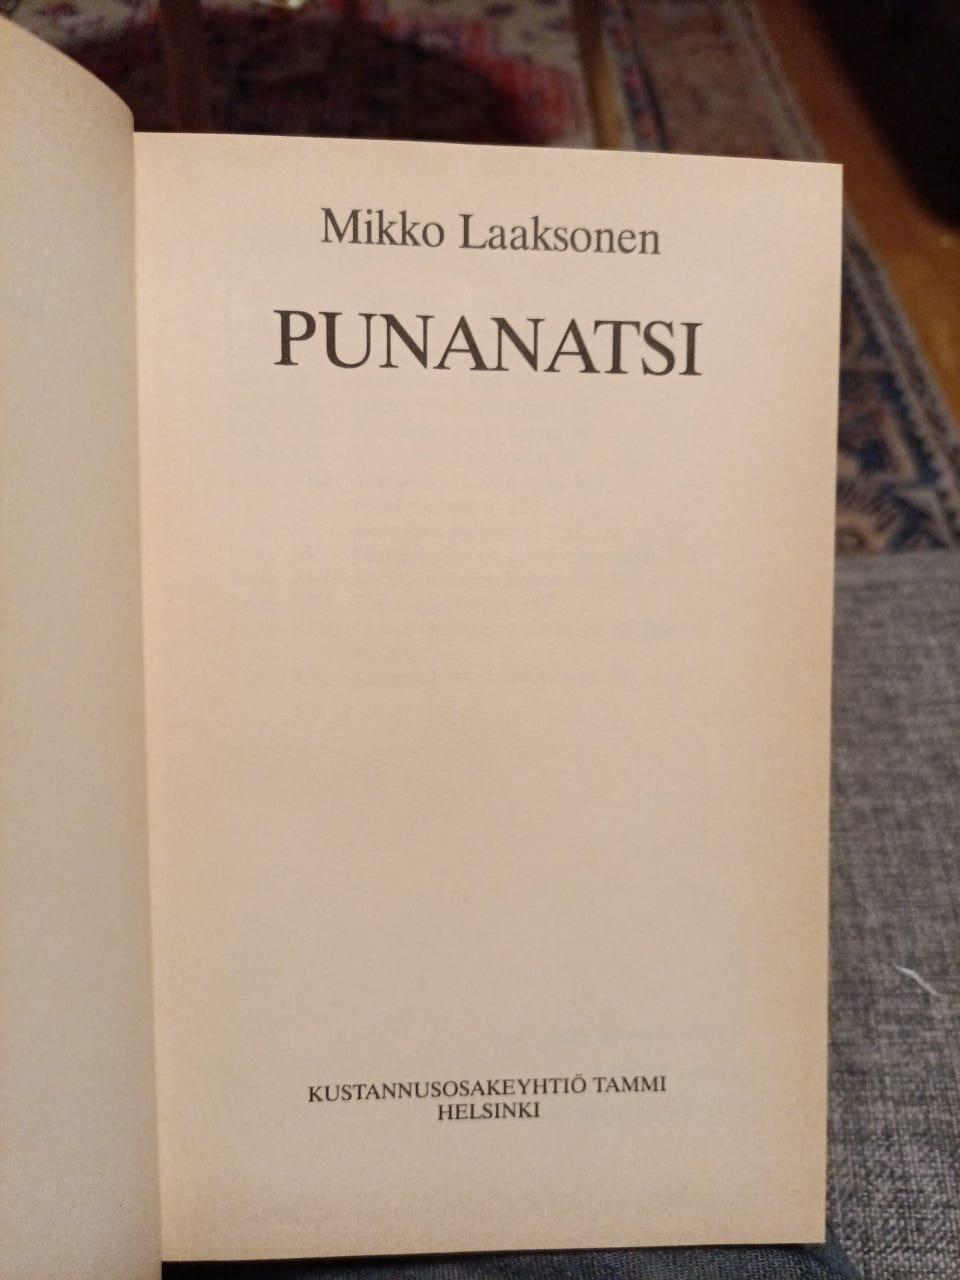 Mikko Laaksonen
PUNANATSI
KUSTANNUSOSAKEYHTIÖ TAMMI
HELSINKI